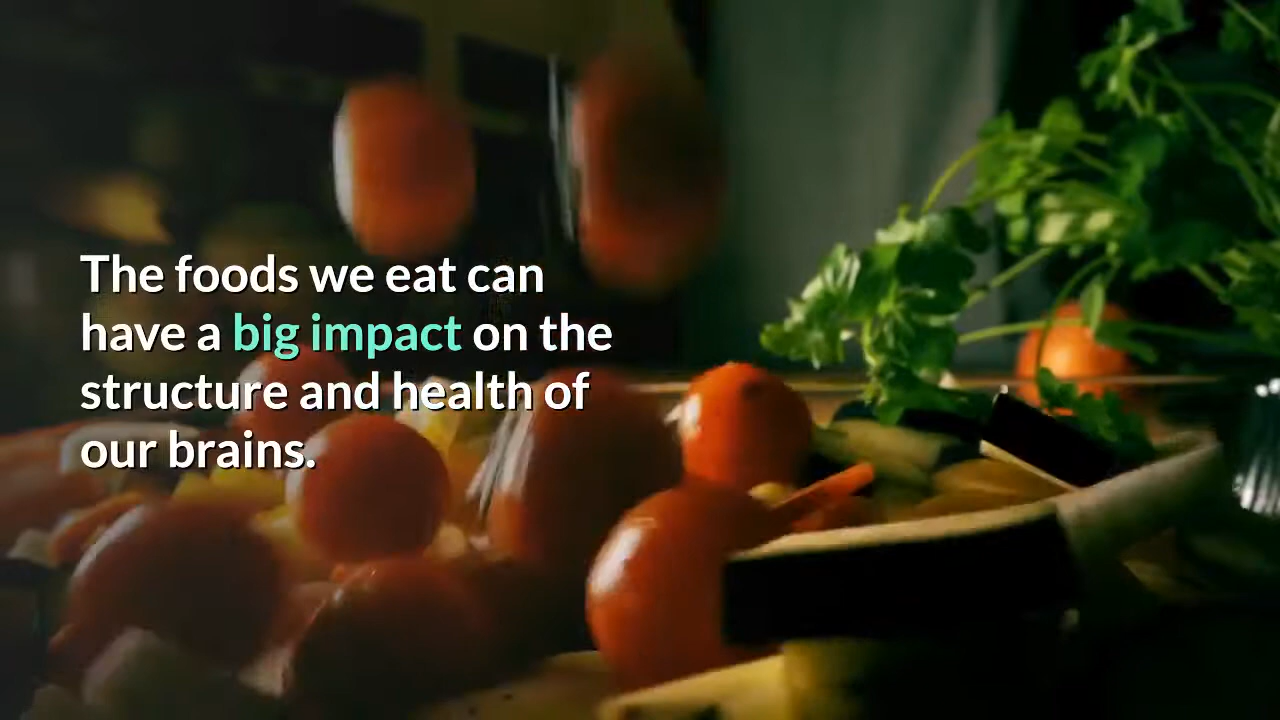 The foods we eat can
have a big impact on the
structure and health of
our brains.